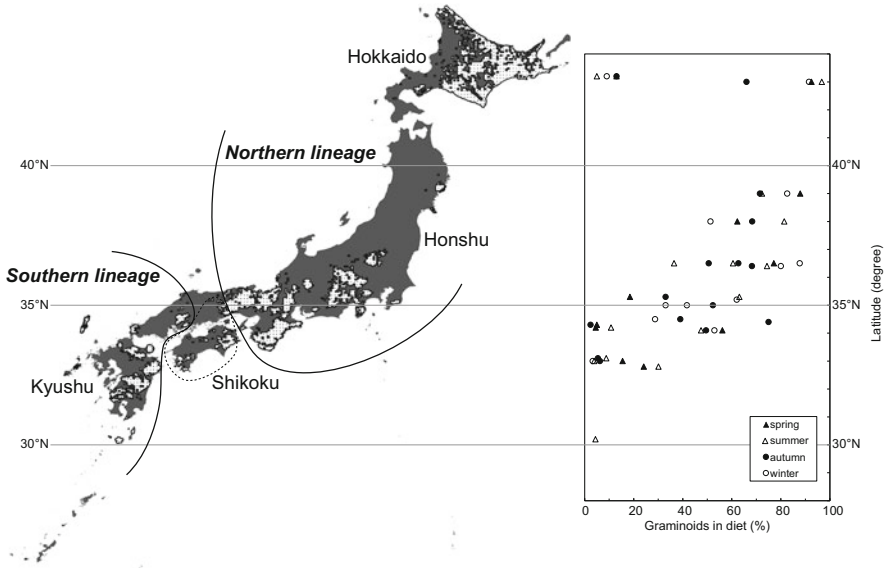 Hokkaido
Northern lineage
40°N
40°N
Honshu
Southern lineage
35°N
35°N
Kyushu
Shikoku
30°N
30°N
Latitude (degree)
spring
summer
autumn
winter
0 20 40 60 80 100
Graminoids in diet (%)